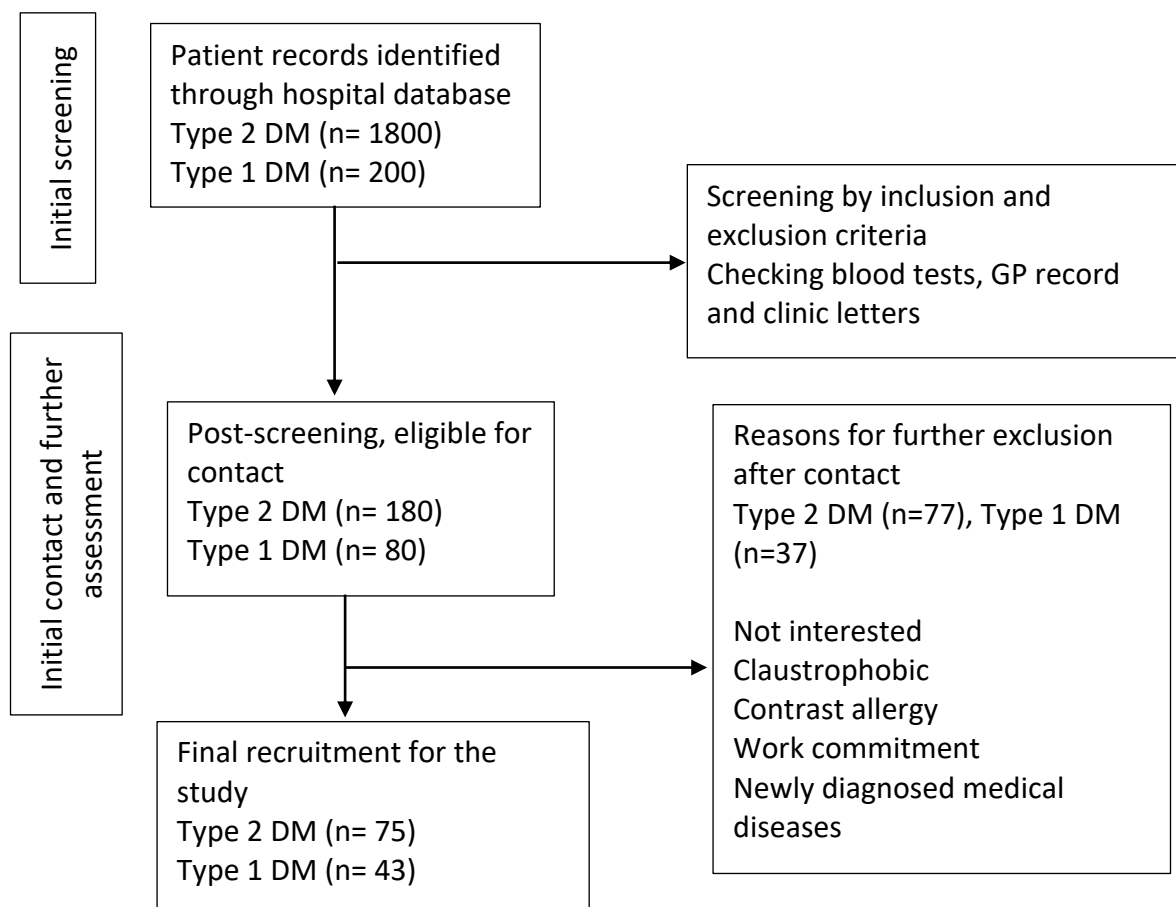 Initial screening
Patient records identified
through hospital database
Type 2 DM (n= 1800)
Type 1 DM (n= 200)
Screening by inclusion and
exclusion criteria
Checking blood tests, GP record
and clinic letters
Initial contact and further
assessment
Post-screening, eligible for
contact
Type 2 DM (n= 180)
Type 1 DM (n= 80)
Reasons for further exclusion
after contact
Type 2 DM (n=77), Type 1 DM
(n=37)
Not interested
Claustrophobic
Contrast allergy
Work commitment
Newly diagnosed medical
diseases
Final recruitment for the
study
Type 2 DM (n= 75)
Type 1 DM (n= 43)